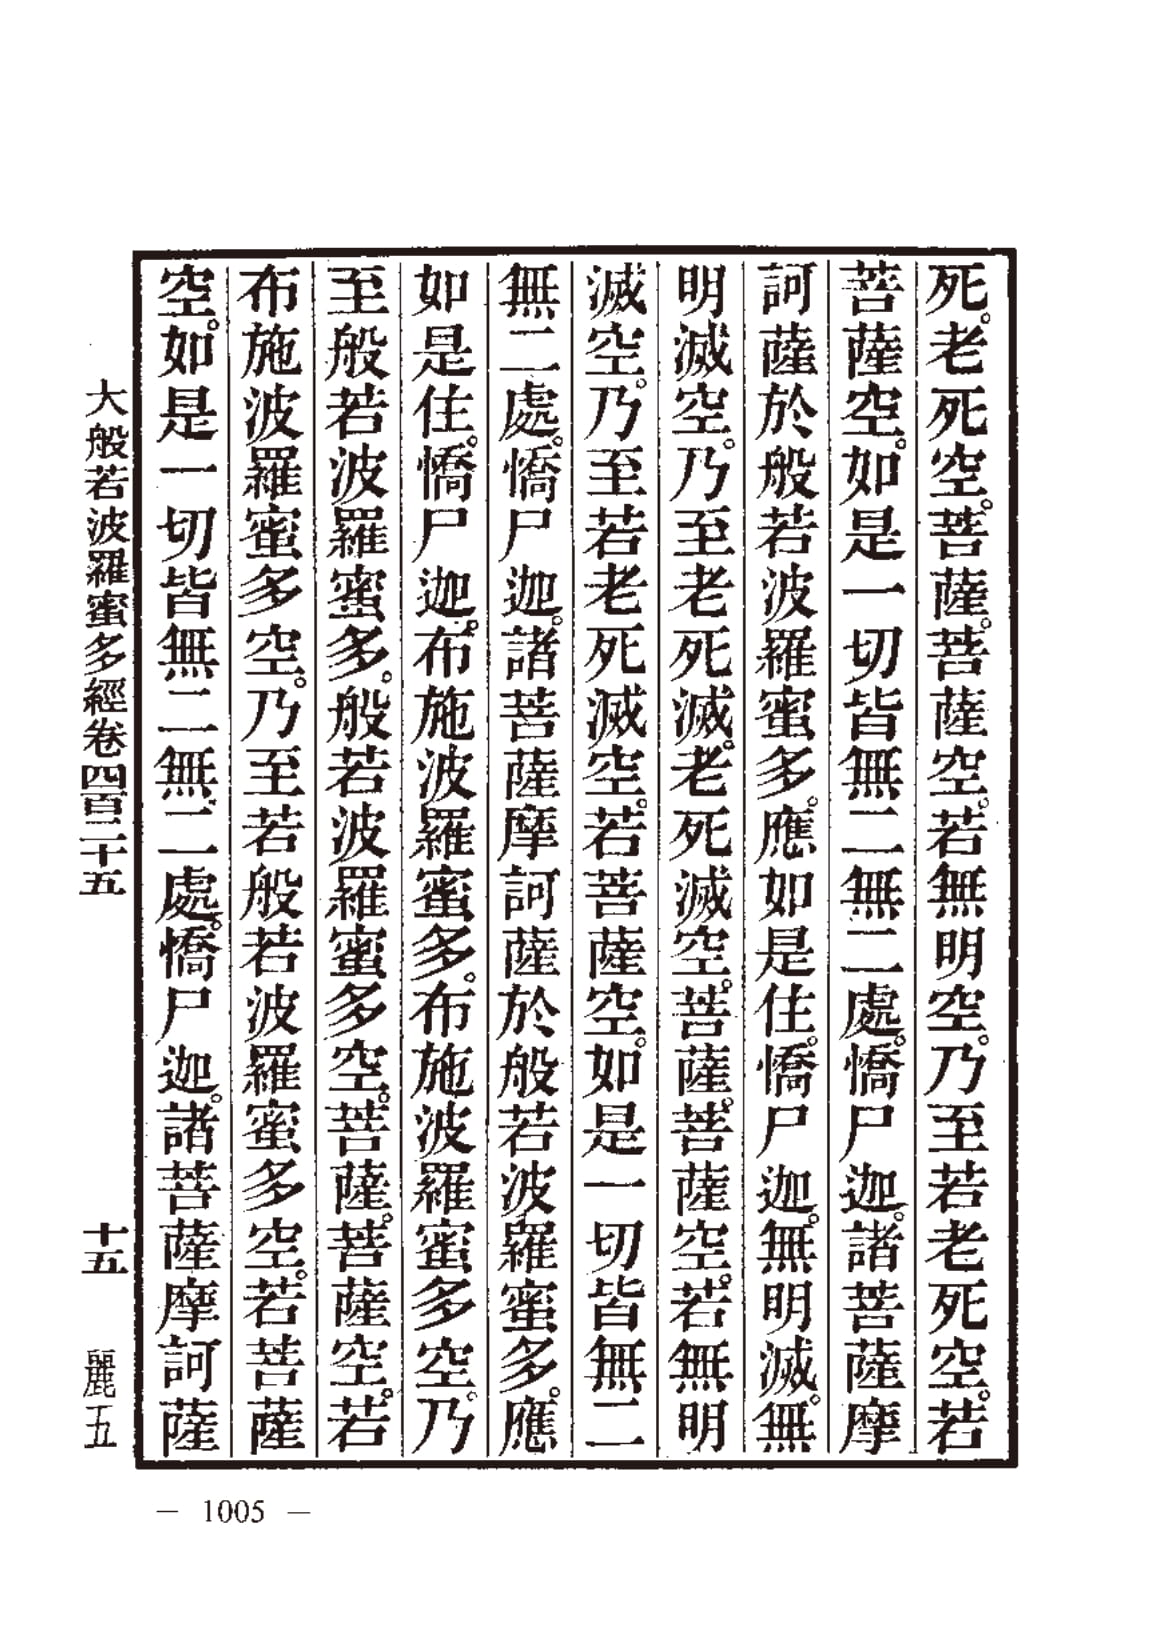 死。老死空。菩薩。菩薩空。若無明空。乃至若老死空。若
菩薩空。如是一切皆無二無二處。憍尸迦。諸菩薩摩
訶薩於般若波羅蜜多。應如是住。憍尸迦。無明滅。無
明滅空。乃至老死滅。老死滅空。菩薩。菩薩空。若無明
滅空。乃至若老死滅空。若菩薩空。如是一切皆無二
無二處。憍尸迦。諸菩薩摩訶薩於般若波羅蜜多。應
如是住。憍尸迦。布施波羅蜜多。布施波羅蜜多空。乃
至般若波羅蜜多。般若波羅蜜多空。菩薩。菩薩空。若
布施波羅蜜多空。乃至若般若波羅蜜多空。若菩薩
空。如是一切皆無二無二處。憍尸迦。諸菩薩摩訶薩
大般若波羅蜜多經卷四百二十五 十五 麗五
— 1005 —